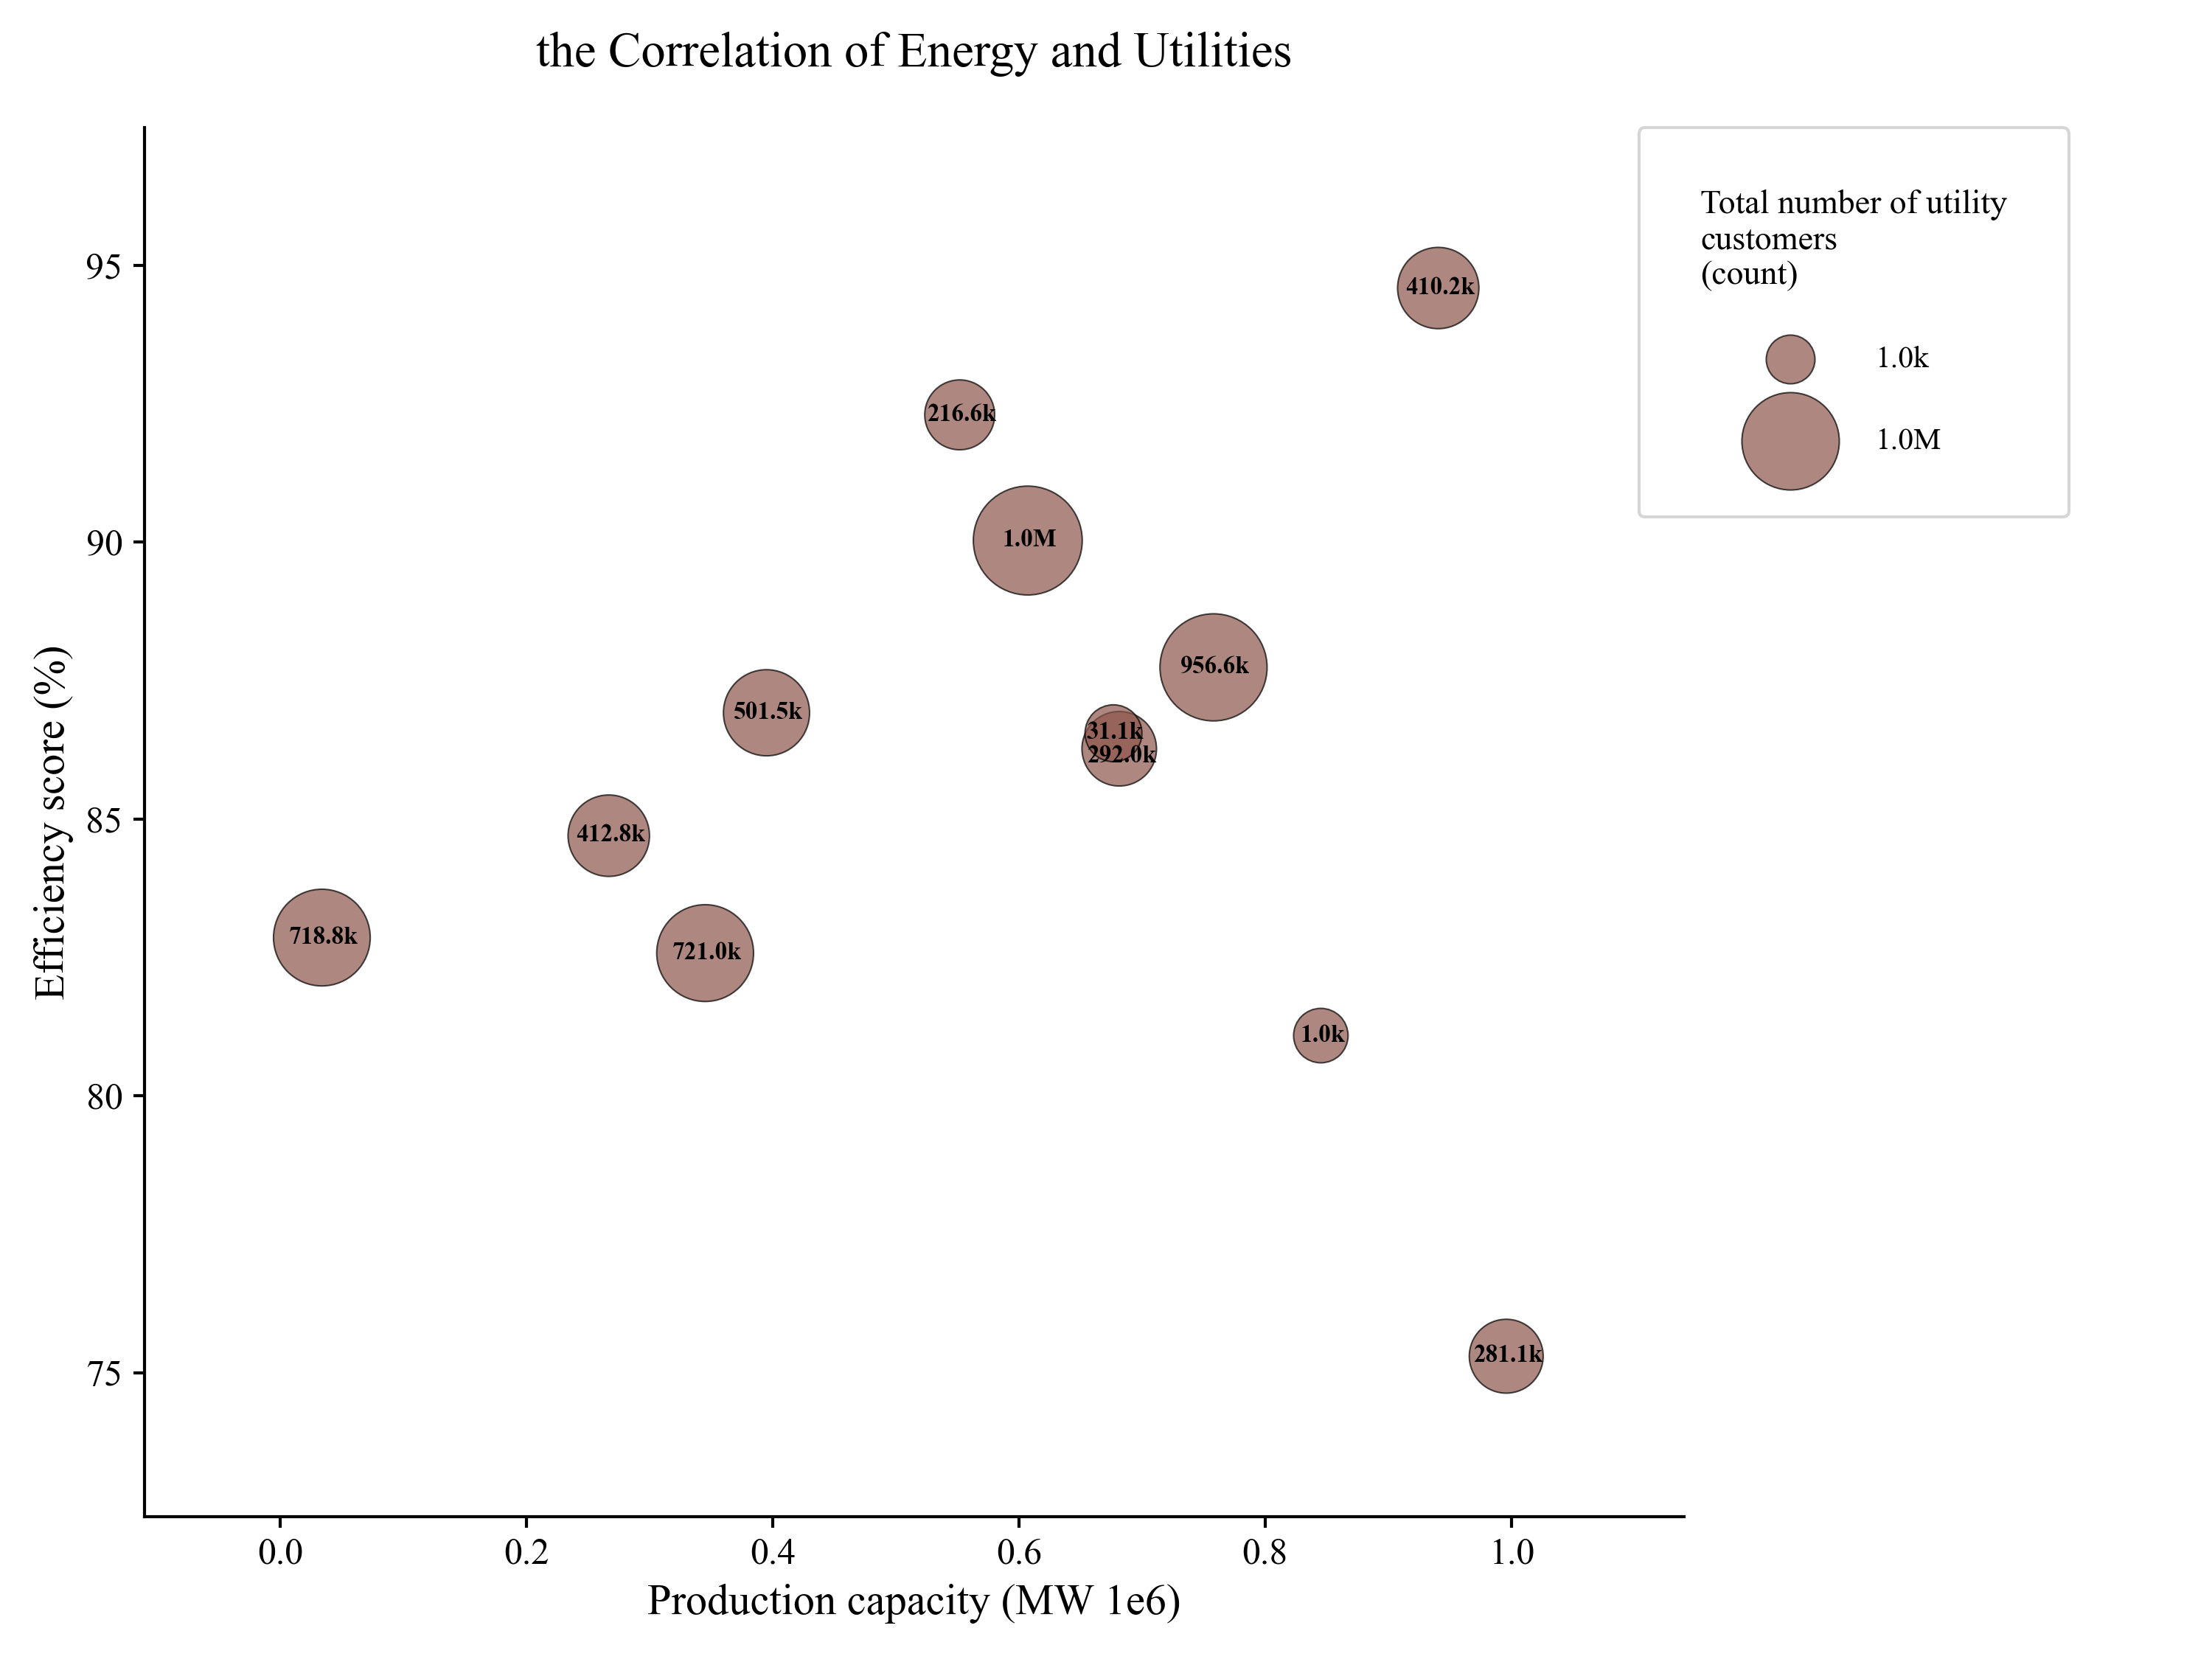 the Correlation of Energy and Utilities
Total number of utility
customers
(count)
1.0k
1.0M
Efficiency score (%)
95
90
85
80
75
410.2k
216.6k
1.0M
956.6k
501.5k
31.1k
292.0k
412.8k
718.8k
721.0k
1.0k
281.1k
0.0
0.2
0.4
0.6
0.8
1.0
Production capacity (MW 1e6)